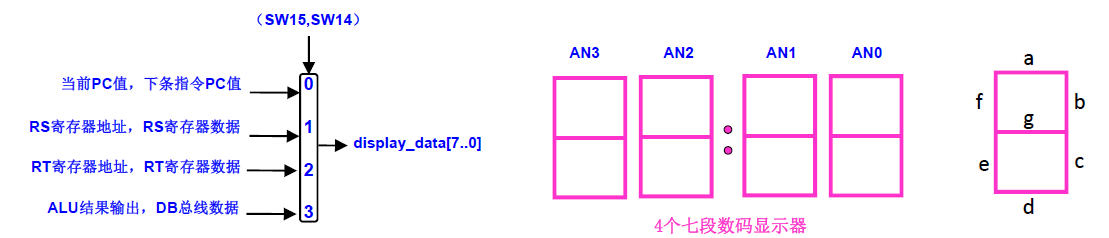 （SW15,SW14）
当前PC值，下条指令PC值
0
RS寄存器地址，RS寄存器数据
1
display_data[7..0]
RT寄存器地址，RT寄存器数据
2
ALU结果输出，DB总线数据
3
AN3
AN2
AN1
AN0
4个七段数码显示器
a
f
b
g
e
c
d